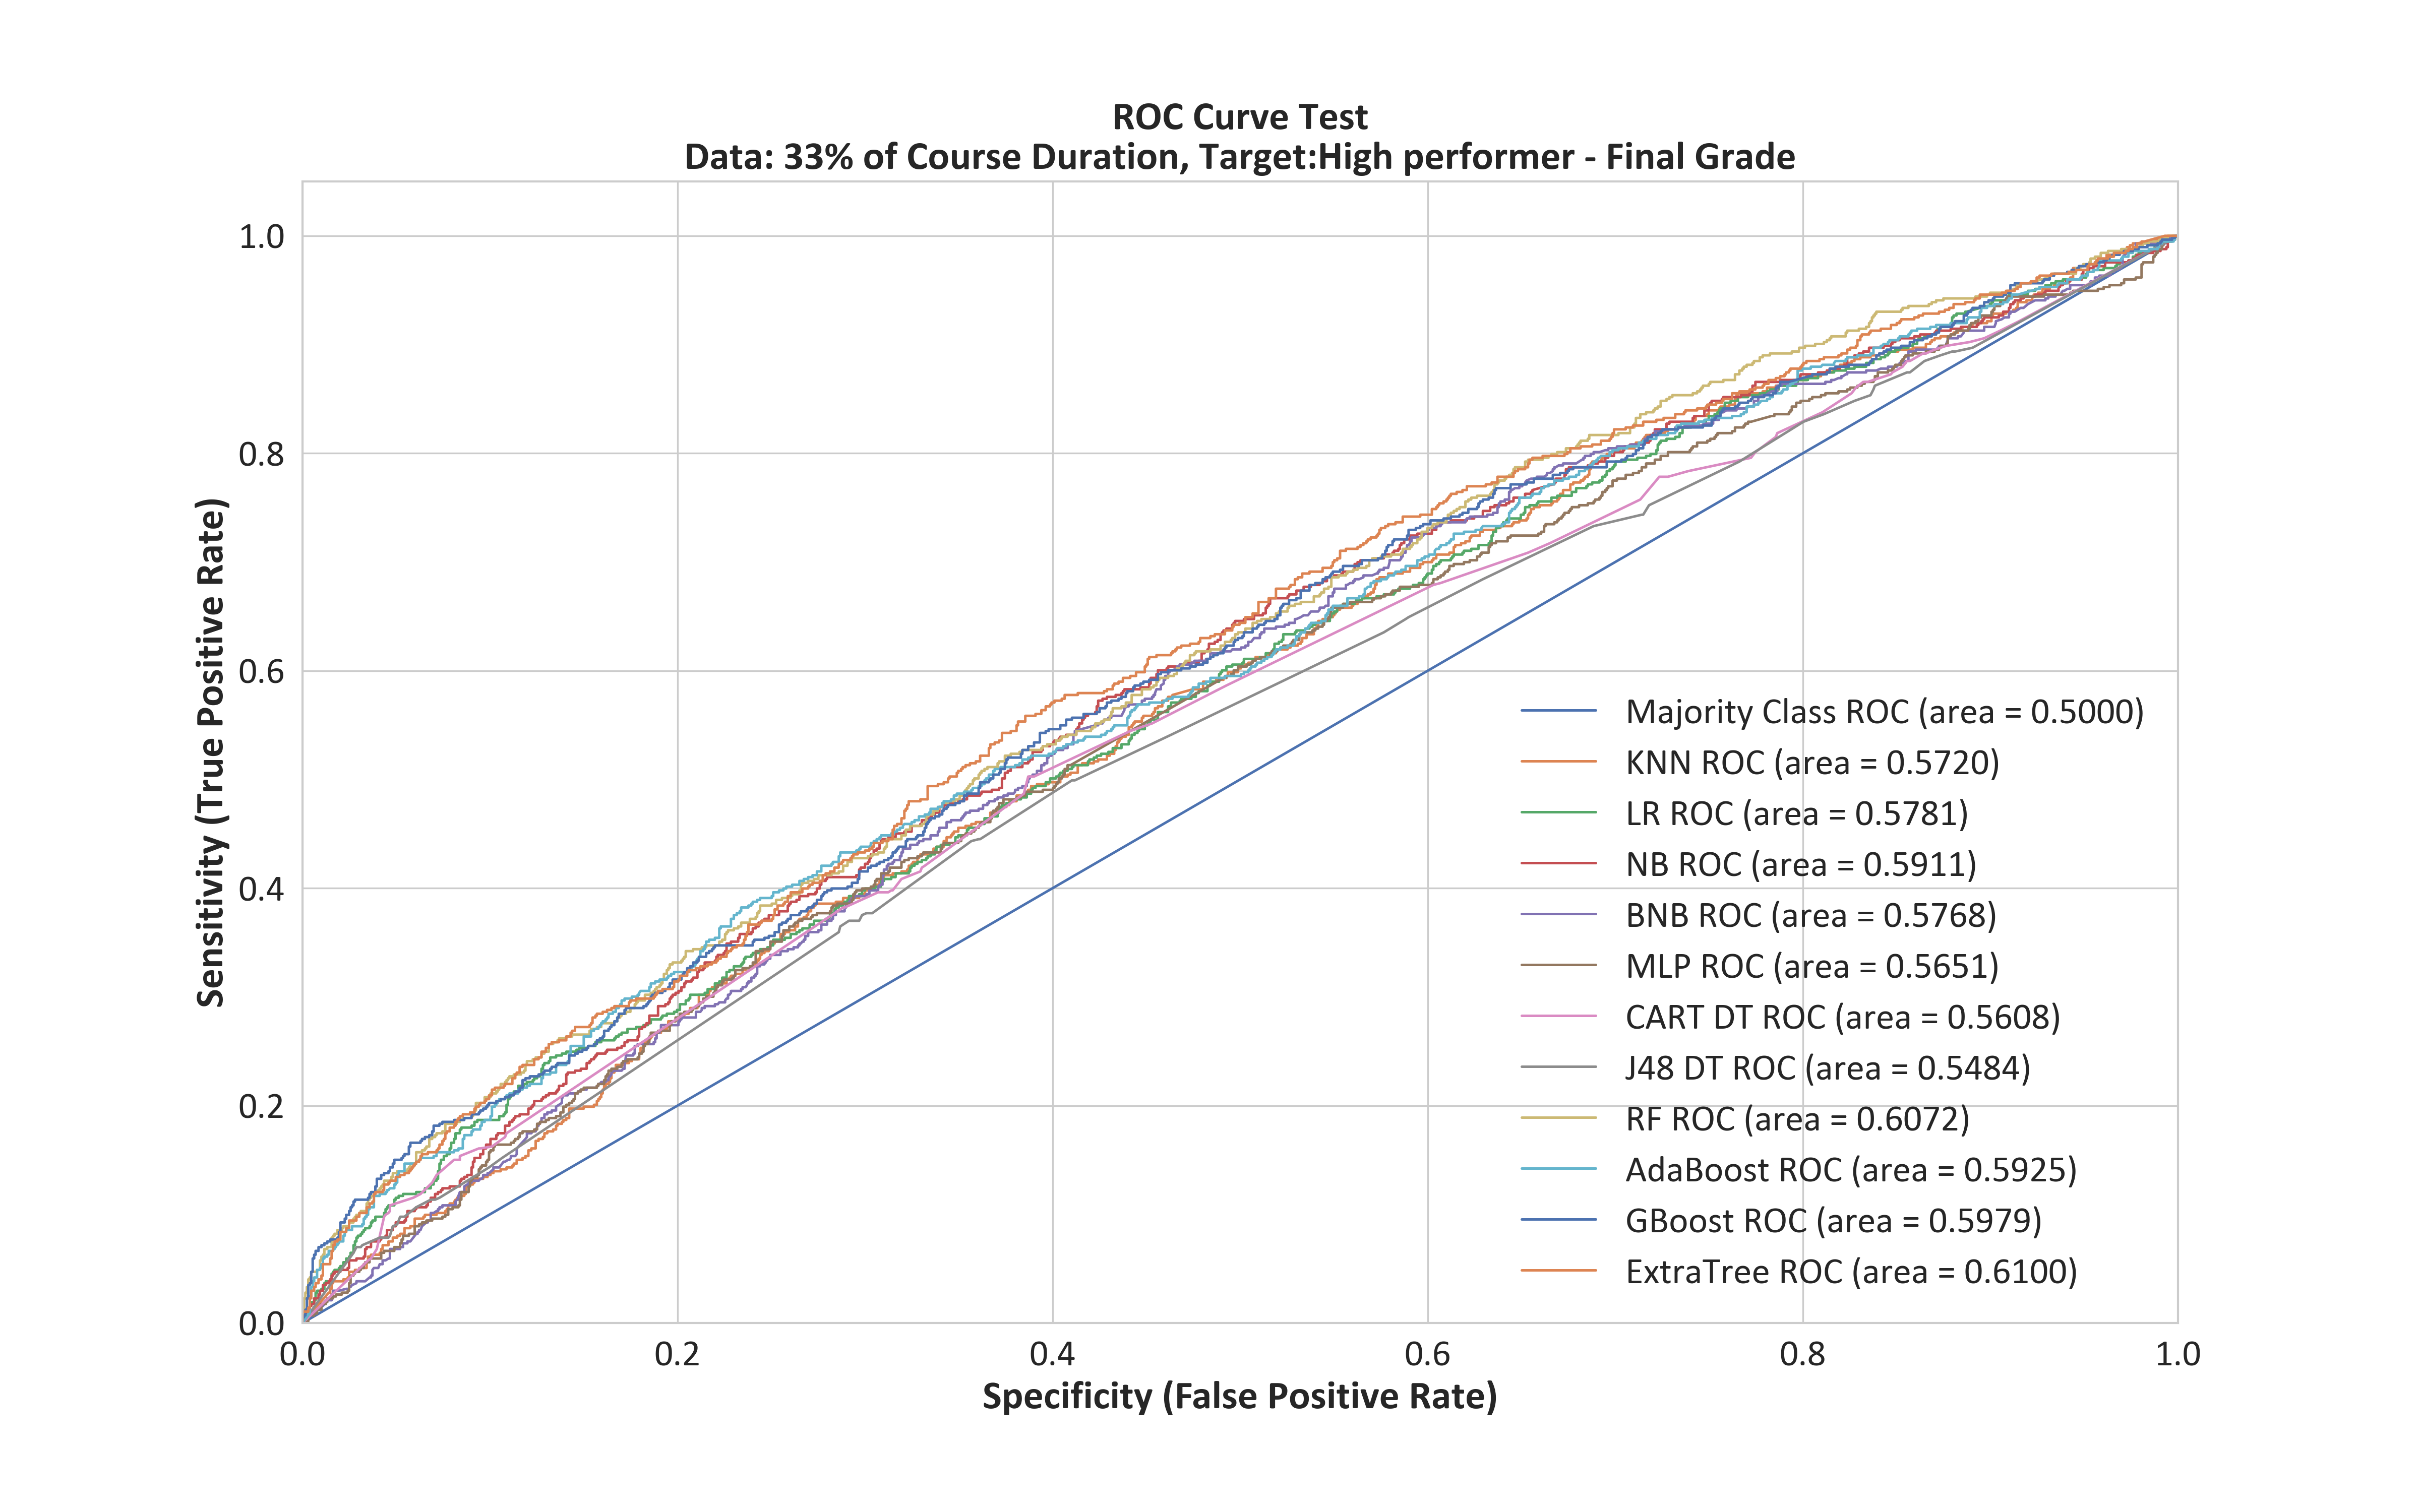 ROC Curve Test
Data: 33% of Course Duration, Target:High performer - Final Grade
1.0
0.8
0.6
0.4
0.2
0.0
Sensitivity (True Positive Rate)
Majority Class ROC (area = 0.5000)
KNN ROC (area = 0.5720)
LR ROC (area = 0.5781)
NB ROC (area = 0.5911)
BNB ROC (area = 0.5768)
MLP ROC (area = 0.5651)
CART DT ROC (area = 0.5608)
J48 DT ROC (area = 0.5484)
RF ROC (area = 0.6072)
AdaBoost ROC (area = 0.5925)
GBoost ROC (area = 0.5979)
ExtraTree ROC (area = 0.6100)
0.0 0.2 0.4 0.6 0.8 1.0
Specificity (False Positive Rate)